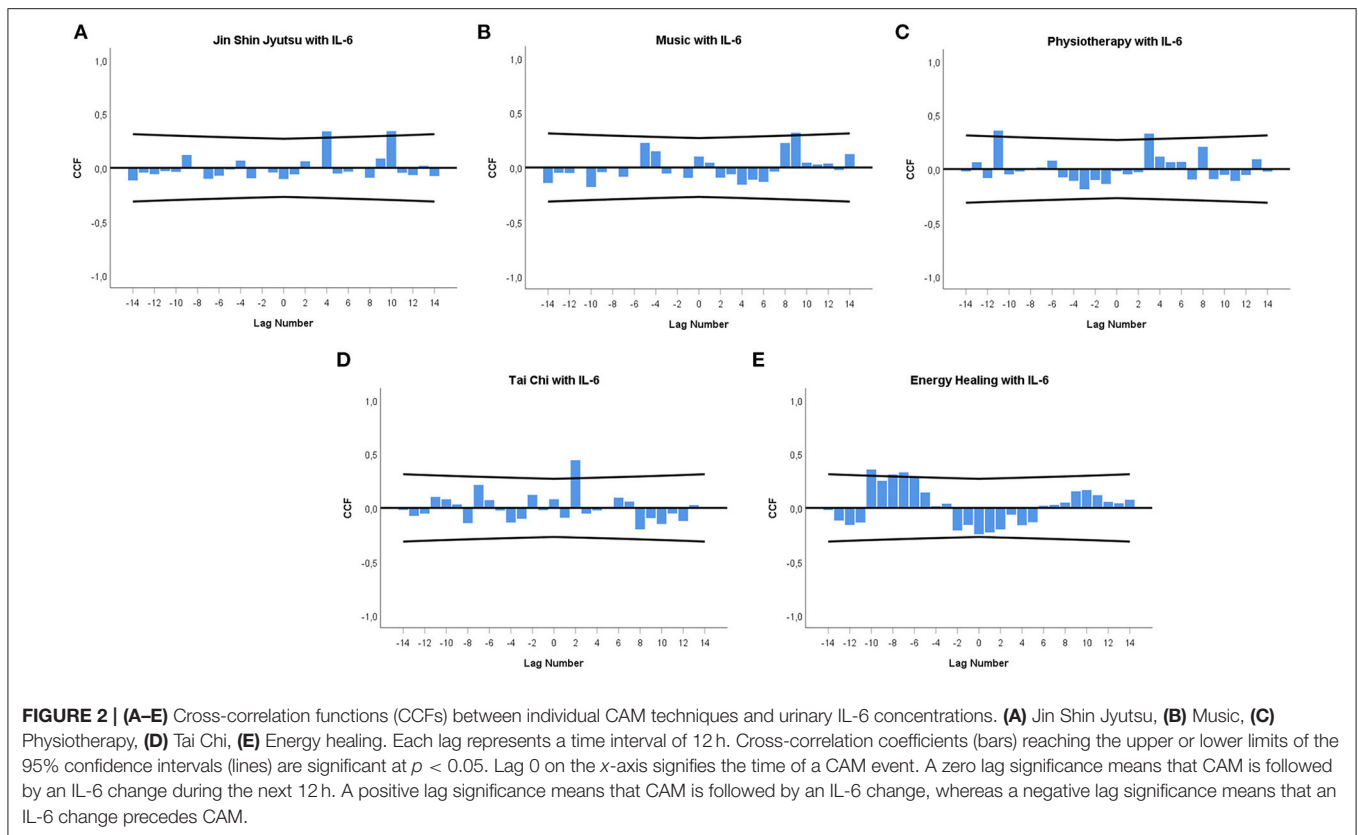 A
Jin Shin Jyutsu with IL-6
1,0
0,5
0,0
-0,5
-1,0
CCF
-14 -12 -10 -8 -6 -4 -2 0 2 4 6 8 10 12 14
Lag Number
B
Music with IL-6
1,0
0,5
0,0
-0,5
-1,0
CCF
-14 -12 -10 -8 -6 -4 -2 0 2 4 6 8 10 12 14
Lag Number
C
Physiotherapy with IL-6
1,0
0,5
0,0
-0,5
-1,0
CCF
-14 -12 -10 -8 -6 -4 -2 0 2 4 6 8 10 12 14
Lag Number
D
Tai Chi with IL-6
1,0
0,5
0,0
-0,5
-1,0
CCF
-14 -12 -10 -8 -6 -4 -2 0 2 4 6 8 10 12 14
Lag Number
E
Energy Healing with IL-6
1,0
0,5
0,0
-0,5
-1,0
CCF
-14 -12 -10 -8 -6 -4 -2 0 2 4 6 8 10 12 14
Lag Number
FIGURE 2 | (A–E) Cross-correlation functions (CCFs) between individual CAM techniques and urinary IL-6 concentrations. (A) Jin Shin Jyutsu, (B) Music, (C)
Physiotherapy, (D) Tai Chi, (E) Energy healing. Each lag represents a time interval of 12 h. Cross-correlation coefficients (bars) reaching the upper or lower limits of the
95% confidence intervals (lines) are significant at p < 0.05. Lag 0 on the x-axis signifies the time of a CAM event. A zero lag significance means that CAM is followed
by an IL-6 change during the next 12 h. A positive lag significance means that CAM is followed by an IL-6 change, whereas a negative lag significance means that an
IL-6 change precedes CAM.